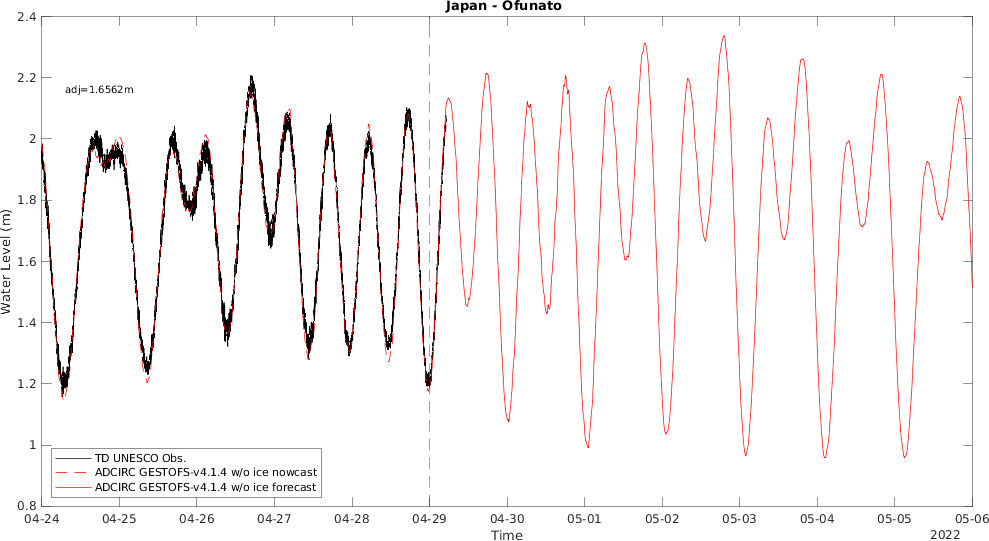 Japan - Ofunato
2.4
2.2
2
1.8
1.6
1.4
1.2
1
0.8
Water Level (m)
adj=1.6562m
TD UNESCO Obs.
ADCIRC GESTOFS-v4.1.4 w/o ice nowcast
ADCIRC GESTOFS-v4.1.4 w/o ice forecast
04-24 04-25 04-26 04-27 04-28 04-29 04-30 05-01 05-02 05-03 05-04 05-05 05-06
Time
2022